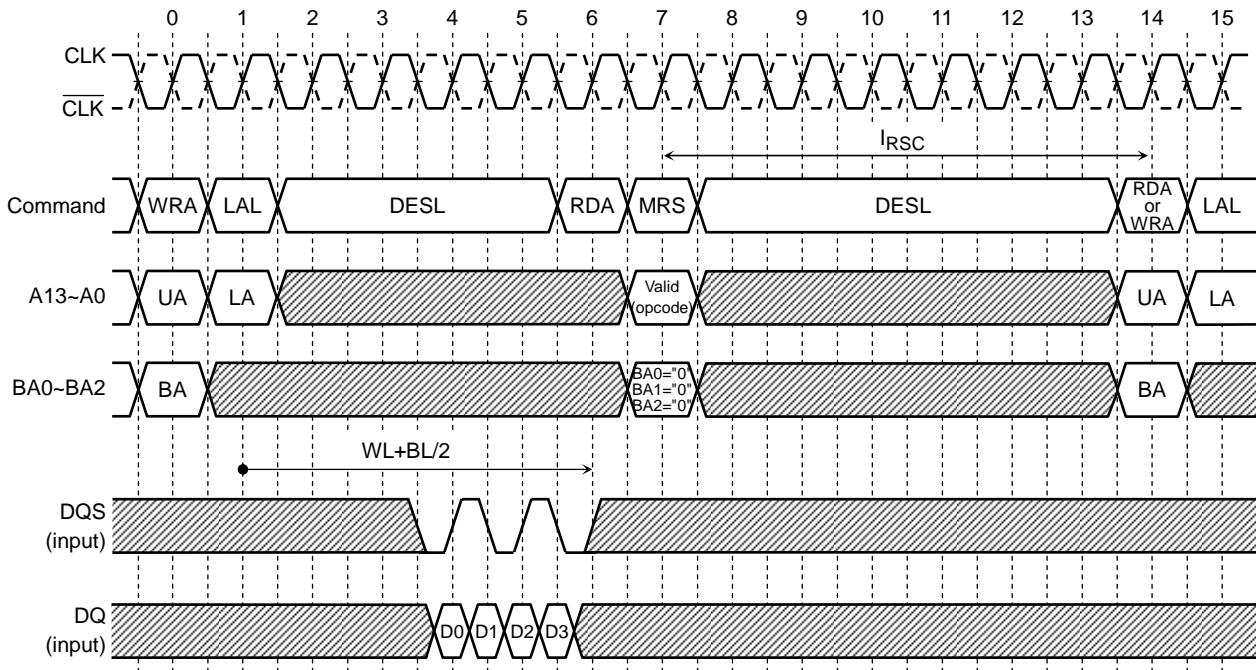 0 1 2 3 4 5 6 7 8 9 10 11 12 13 14 15
CLK
CLK
IRSC
Command WRA LAL DESL RDA MRS DESL RDA or WRA LAL
A13~A0 UA LA Valid (opcode) UA LA
BA0~BA2 BA BA0="0" BA1="0" BA2="0" BA
WL+BL/2
DQS
(input)
DQ
(input) D0 D1 D2 D3